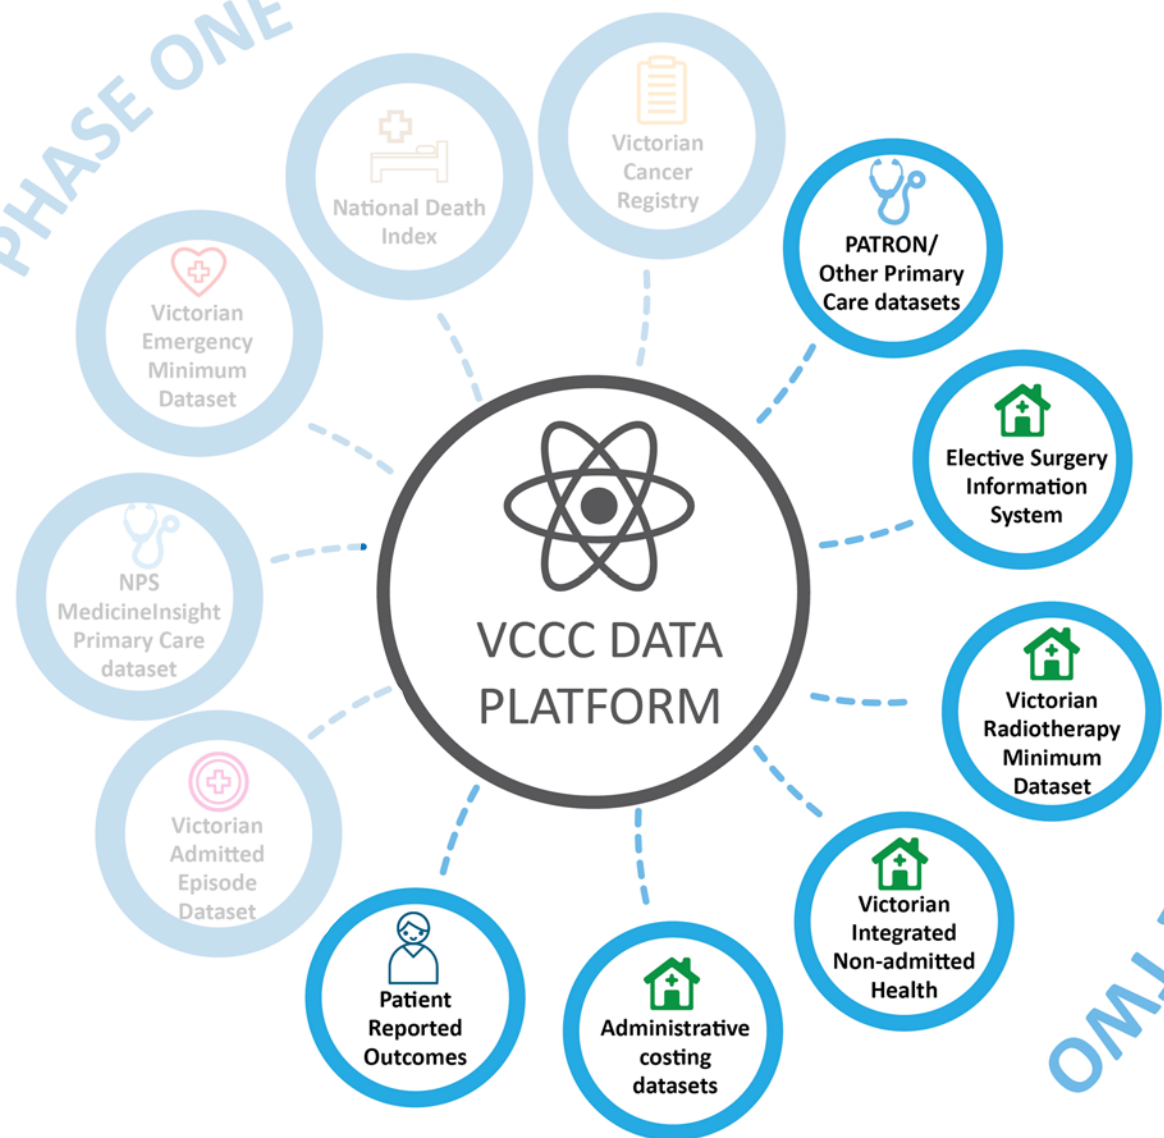 PHASE ONE
National Death
Index
Victorian
Cancer
Registry
PATRON/
Other Primary
Care datasets
Victorian
Emergency
Minimum
Dataset
Elective Surgery
Information
System
NPS
MedicineInsight
Primary Care
dataset
VCCC DATA
PLATFORM
Victorian
Radiotherapy
Minimum
Dataset
Victorian
Admitted
Episode
Dataset
Victorian
Integrated
Non-admitted
Health
Patient
Reported
Outcomes
Administrative
costing
datasets
TWO